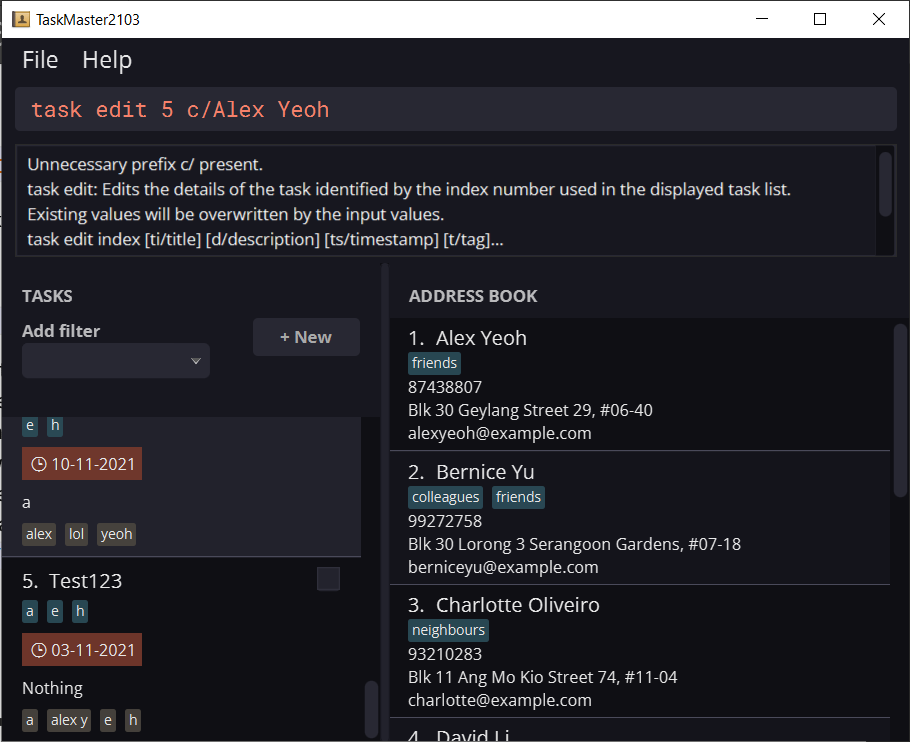 TaskMaster2103
File Help
task edit 5 c/Alex Yeoh
Unnecessary prefix c/ present.
task edit: Edits the details of the task identified by the index number used in the displayed task list.
Existing values will be overwritten by the input values.
task edit index [ti/title] [d/description] [ts/timestamp] [t/tag]...
TASKS
Add filter
+ New
e h
10-11-2021
a
alex lol yeoh
5. Test123
a e h
03-11-2021
Nothing
a alex y e h
ADDRESS BOOK
1. Alex Yeoh
friends
87438807
Blk 30 Geylang Street 29, #06-40
alexyeoh@example.com
2. Bernice Yu
colleagues friends
99272758
Blk 30 Lorong 3 Serangoon Gardens, #07-18
berniceyu@example.com
3. Charlotte Oliveiro
neighbours
93210283
Blk 11 Ang Mo Kio Street 74, #11-04
charlotte@example.com
4. David Li